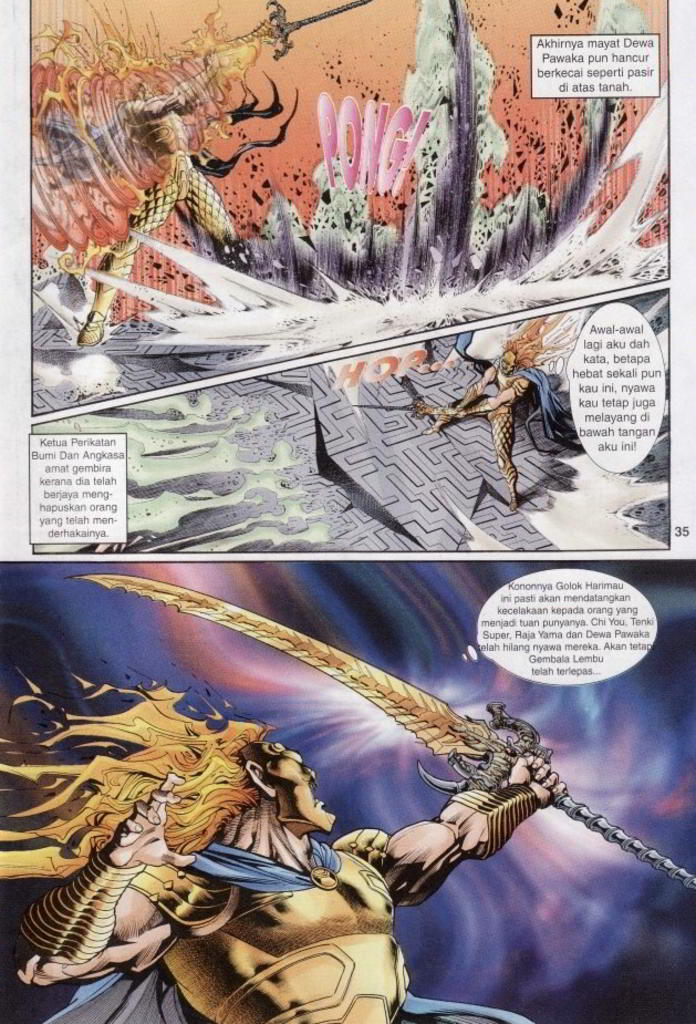 Akhirnya mayat Dewa
Pawaka pun hancur
berkecai seperti pasir
di atas tanah.
PONG!
Awal-awal
lagi aku dah
kata, betapa
hebat sekali pun
kau ini, nyawa
kau tetap juga
melayang di
bawah tangan
aku ini!
HOP...
Ketua Perikatan
Bumi Dan Angkasa
amat gembira
kerana dia telah
berjaya meng-
hapuskan orang
yang telah men-
derhakainya.
35
Kononnya Golok Harimau
ini pasti akan mendatangkan
kecelakaan kepada orang yang
menjadi tuan punyanya. Chi You, Tenki
Super, Raja Yama dan Dewa Pawaka
telah hilang nyawa mereka. Akan tetapi
Gembala Lembu
telah terlepas...